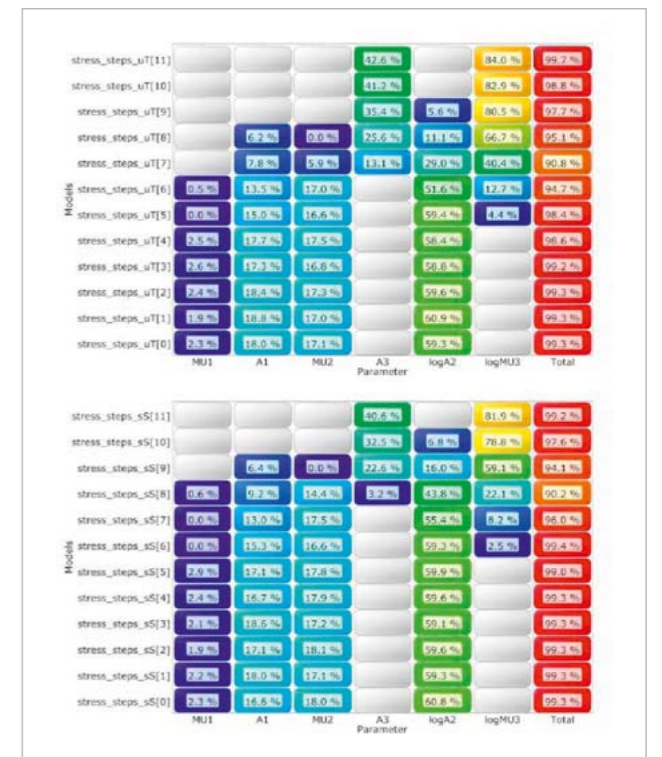 stress_steps_uT[11] 42.6 % 84.0 % 99.7 %
stress_steps_uT[10] 41.2 % 82.9 % 98.8 %
stress_steps_uT[9] 35.4 % 5.6 % 80.5 % 97.7 %
stress_steps_uT[8] 6.2 % 0.0 % 25.6 % 11.1 % 66.7 % 95.1 %
stress_steps_uT[7] 7.8 % 5.9 % 13.1 % 29.0 % 40.4 % 90.8 %
stress_steps_uT[6] 0.5 % 13.5 % 17.0 % 51.6 % 12.7 % 94.7 %
stress_steps_uT[5] 0.0 % 15.0 % 16.6 % 59.4 % 4.4 % 98.4 %
stress_steps_uT[4] 2.5 % 17.7 % 17.5 % 58.4 % 98.6 %
stress_steps_uT[3] 2.6 % 17.3 % 16.8 % 58.8 % 99.2 %
stress_steps_uT[2] 2.4 % 18.4 % 17.3 % 59.6 % 99.3 %
stress_steps_uT[1] 1.9 % 18.8 % 17.0 % 60.9 % 99.3 %
stress_steps_uT[0] 2.3 % 18.0 % 17.1 % 59.3 % 99.3 %
Models
MU1 A1 MU2 A3 logA2 logMU3 Total
Parameter
stress_steps_sS[11] 40.6 % 81.9 % 99.2 %
stress_steps_sS[10] 32.5 % 6.8 % 78.8 % 97.6 %
stress_steps_sS[9] 6.4 % 0.0 % 22.6 % 16.0 % 59.1 % 94.1 %
stress_steps_sS[8] 0.6 % 9.2 % 14.4 % 3.2 % 43.8 % 22.1 % 90.2 %
stress_steps_sS[7] 0.0 % 13.0 % 17.5 % 55.4 % 8.2 % 96.0 %
stress_steps_sS[6] 0.0 % 15.3 % 16.6 % 59.3 % 2.5 % 99.4 %
stress_steps_sS[5] 2.9 % 17.1 % 17.8 % 59.9 % 99.0 %
stress_steps_sS[4] 2.4 % 16.7 % 17.9 % 59.6 % 99.3 %
stress_steps_sS[3] 2.1 % 18.6 % 17.2 % 59.1 % 99.3 %
stress_steps_sS[2] 1.9 % 17.1 % 18.1 % 59.6 % 99.3 %
stress_steps_sS[1] 2.2 % 18.0 % 17.1 % 59.3 % 99.3 %
stress_steps_sS[0] 2.3 % 16.6 % 18.0 % 60.8 % 99.3 %
Models
MU1 A1 MU2 A3 logA2 logMU3 Total
Parameter